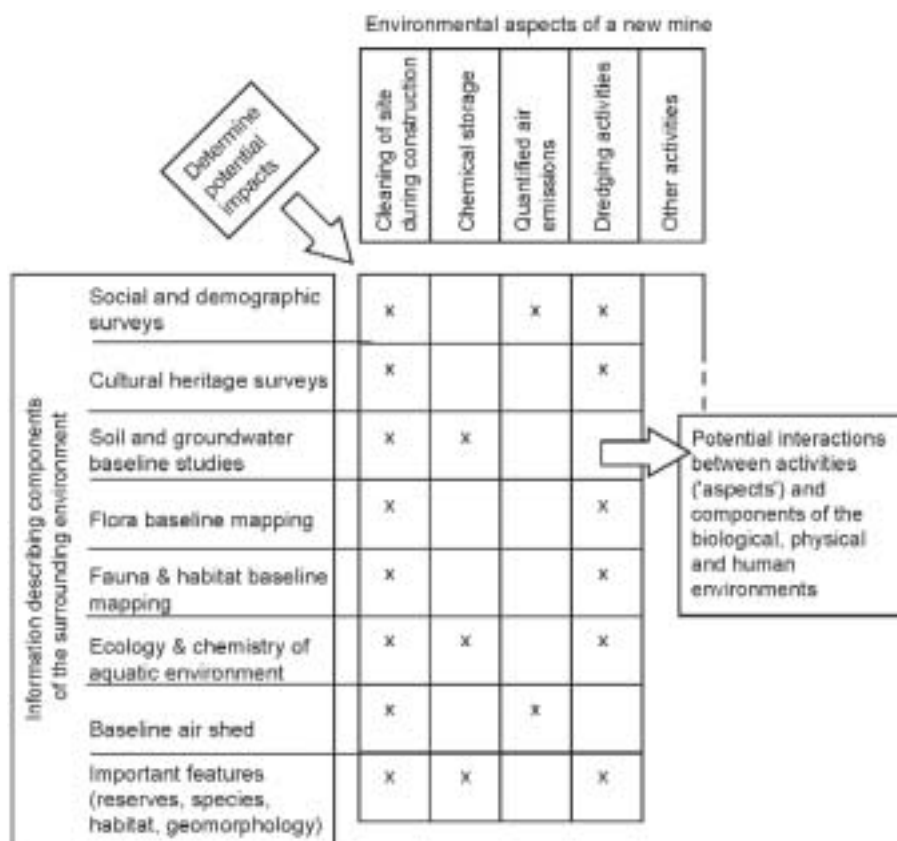 Environmental aspects of a new mine
Determine
potential
impacts
Cleaning of site
during construction
Chemical storage
Quantified air
emissions
Dredging activities
Other activities
Information describing components
of the surrounding environment
Social and demographic
surveys
x x x
Cultural heritage surveys
x x
Soil and groundwater
baseline studies
x x
Flora baseline mapping
x x
Fauna & habitat baseline
mapping
x x
Ecology & chemistry of
aquatic environment
x x x
Baseline air shed
x x
Important features
(reserves, species,
habitat, geomorphology)
x x x
Potential interactions
between activities
('aspects') and
components of the
biological, physical
and human
environments